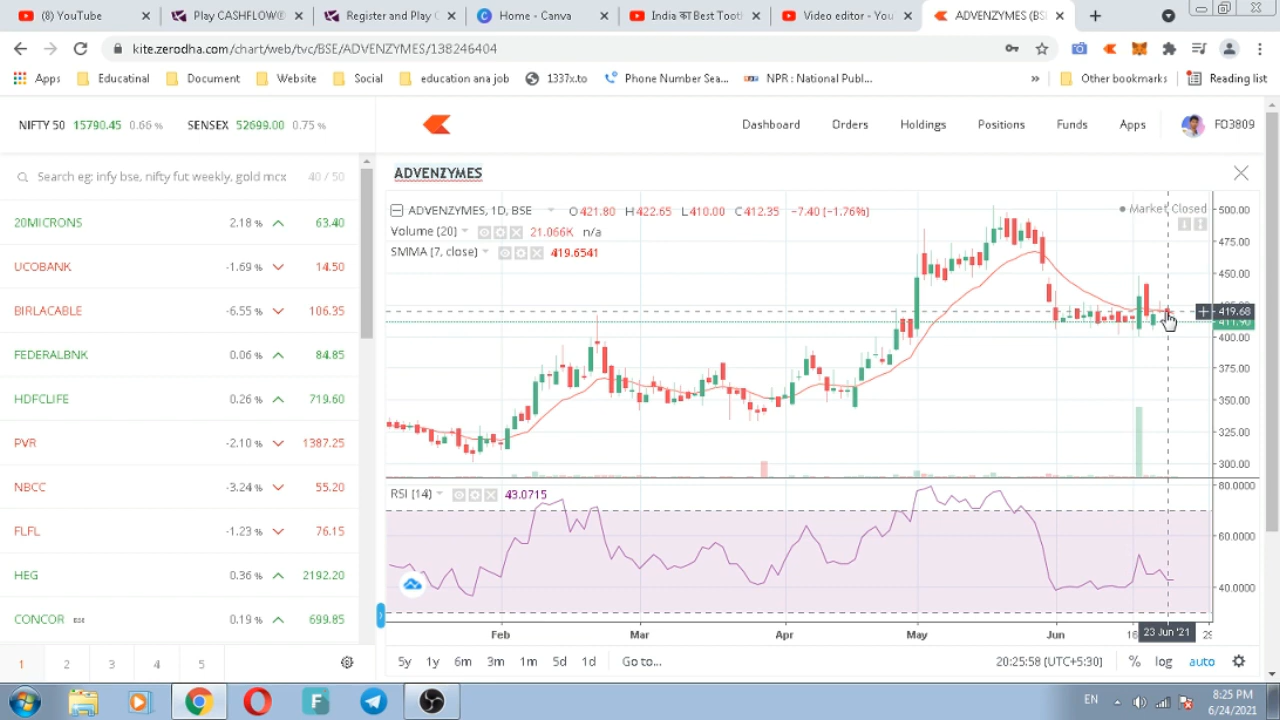 (8) YouTube
Play CASHFLOW®
Register and Play C
Home - Canva
India का Best Toot
Video editor - You
ADVENZYMES (BS
kite.zerodha.com/chart/web/tvc/BSE/ADVENZYMES/138246404
Apps Educatinal Document Website Social education ana job 1337x.to Phone Number Sea... NPR : National Publ... » Other bookmarks Reading list
NIFTY 50 15790.45 0.66 % SENSEX 52699.00 0.75 %
Dashboard Orders Holdings Positions Funds Apps FD3809
Search eg: infy bse, nifty fut weekly, gold mcx 40 / 50
20MICRONS 2.18 % 63.40
UCOBANK -1.69 % 14.50
BIRLACABLE -6.55 % 106.35
FEDERALBNK 0.06 % 84.85
HDFCLIFE 0.26 % 719.60
PVR -2.10 % 1387.25
NBCC -3.24 % 55.20
FLFL -1.23 % 76.15
HEG 0.36 % 2192.20
CONCOR BSE 0.19 % 699.85
1 2 3 4 5
ADVENZYMES
ADVENZYMES, 1D, BSE O421.80 H422.65 L410.00 C412.35 −7.40 (−1.76%)
Market Closed
Volume (20) 21.066K n/a
SMMA (7, close) 419.6541
500.00
475.00
450.00
419.68
400.00
375.00
350.00
325.00
300.00
RSI (14) 43.0715
80.0000
60.0000
40.0000
Feb Mar Apr May Jun 16 23 Jun '21
5y 1y 6m 3m 1m 5d 1d Go to... 20:25:58 (UTC+5:30) % log auto
EN
8:25 PM
6/24/2021